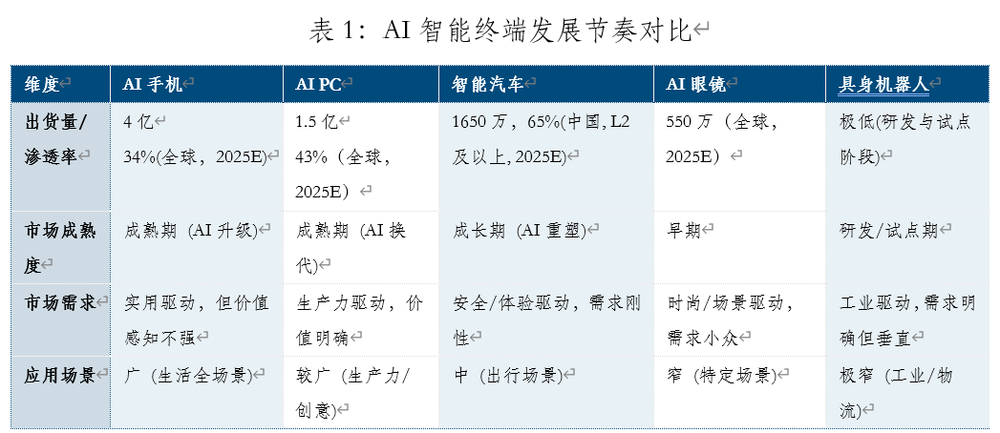 表 1：AI 智能终端发展节奏对比
维度 AI 手机 AI PC 智能汽车 AI 眼镜 具身机器人
出货量/ 4 亿 1.5 亿 1650 万，65%(中国, L2 550 万（全球， 极低(研发与试点
渗透率 34%(全球，2025E) 43%（全球， 及以上, 2025E) 2025E） 阶段)
2025E）
市场成熟 成熟期 (AI 升级) 成熟期 (AI 换 成长期 (AI 重塑) 早期 研发/试点期
度 代)
市场需求 实用驱动，但价值 生产力驱动，价 安全/体验驱动，需求刚 时尚/场景驱动， 工业驱动,需求明
感知不强 值明确 性 需求小众 确但垂直
应用场景 广 (生活全场景) 较广 (生产力/ 中 (出行场景) 窄 (特定场景) 极窄 (工业/物
创意) 流)